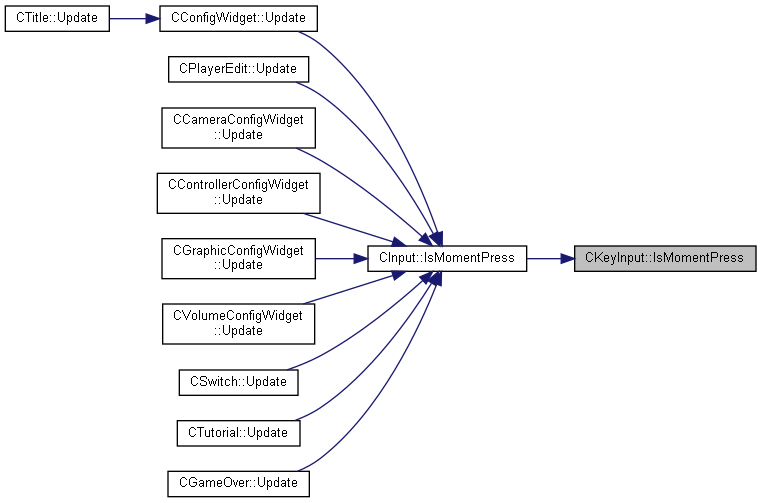 CTitle::Update
CConfigWidget::Update
CPlayerEdit::Update
CCameraConfigWidget
::Update
CControllerConfigWidget
::Update
CGraphicConfigWidget
::Update
CInput::IsMomentPress
CKeyInput::IsMomentPress
CVolumeConfigWidget
::Update
CSwitch::Update
CTutorial::Update
CGameOver::Update